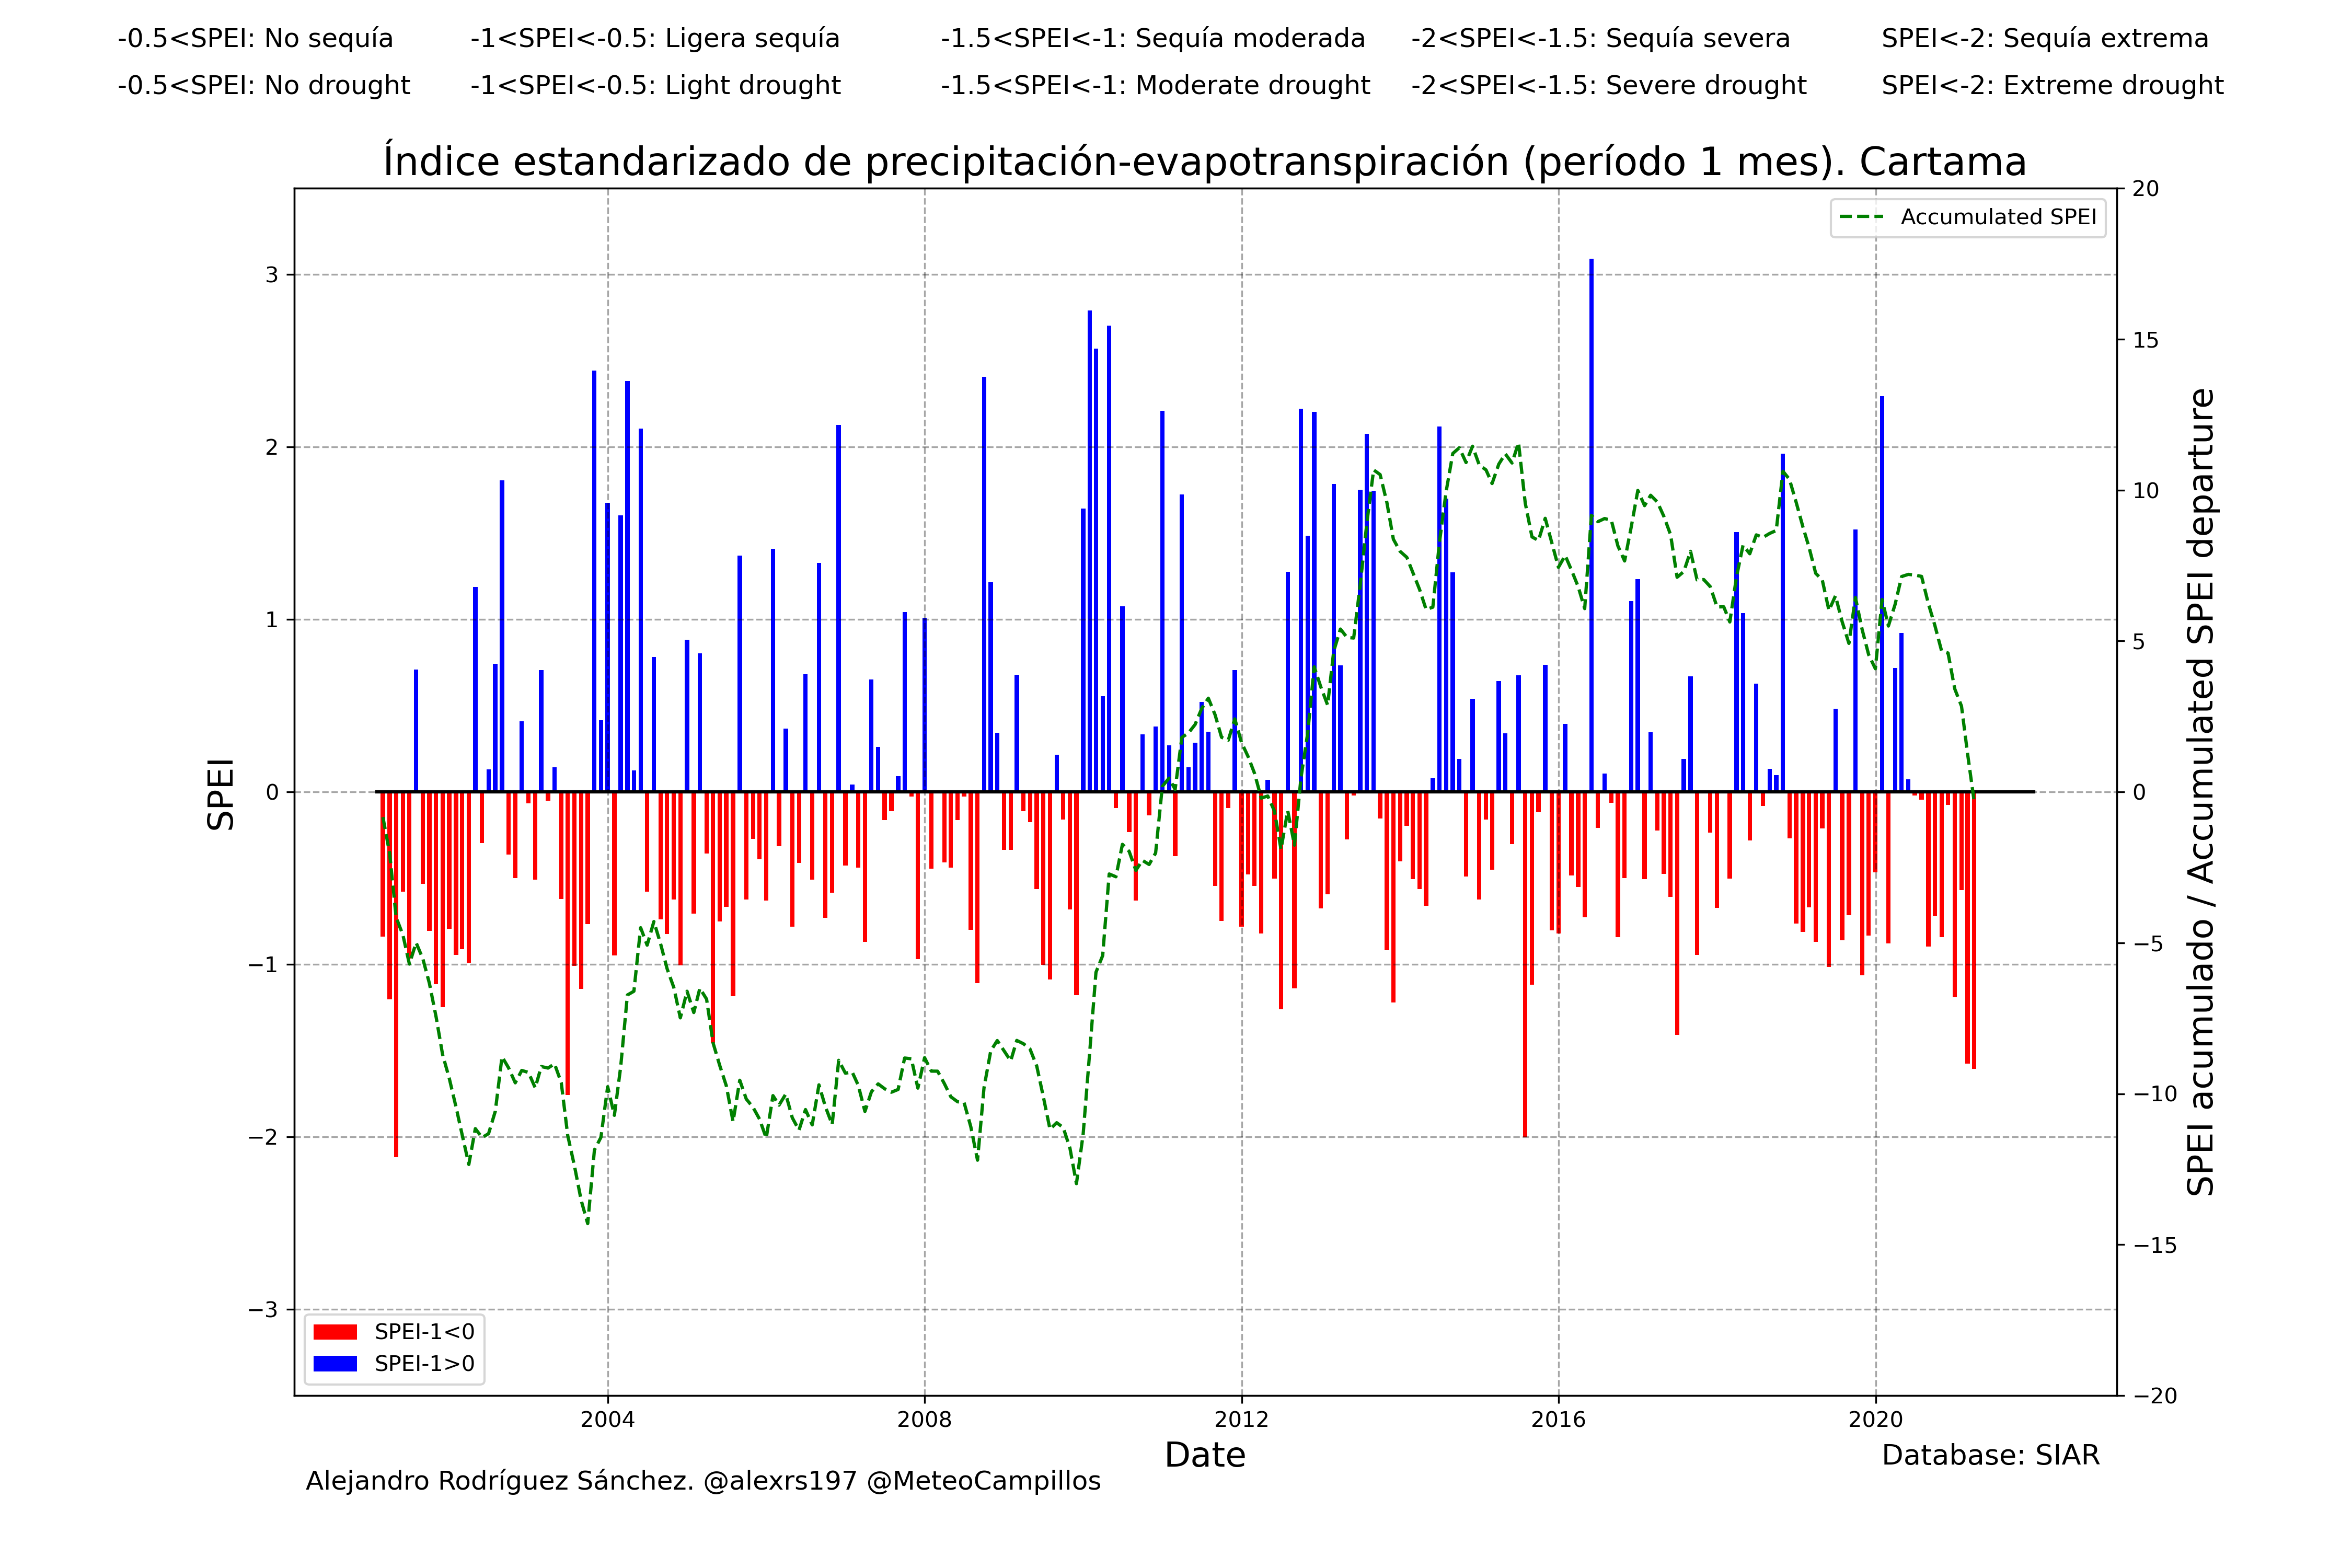 -0.5<SPEI: No sequía -1<SPEI<-0.5: Ligera sequía -1.5<SPEI<-1: Sequía moderada -2<SPEI<-1.5: Sequía severa SPEI<-2: Sequía extrema
-0.5<SPEI: No drought -1<SPEI<-0.5: Light drought -1.5<SPEI<-1: Moderate drought -2<SPEI<-1.5: Severe drought SPEI<-2: Extreme drought
Índice estandarizado de precipitación-evapotranspiración (período 1 mes). Cartama
Accumulated SPEI
SPEI
3
2
1
0
−1
−2
−3
20
15
10
5
0
−5
−10
−15
−20
SPEI acumulado / Accumulated SPEI departure
SPEI-1<0
SPEI-1>0
2004 2008 2012 2016 2020
Date
Database: SIAR
Alejandro Rodríguez Sánchez. @alexrs197 @MeteoCampillos